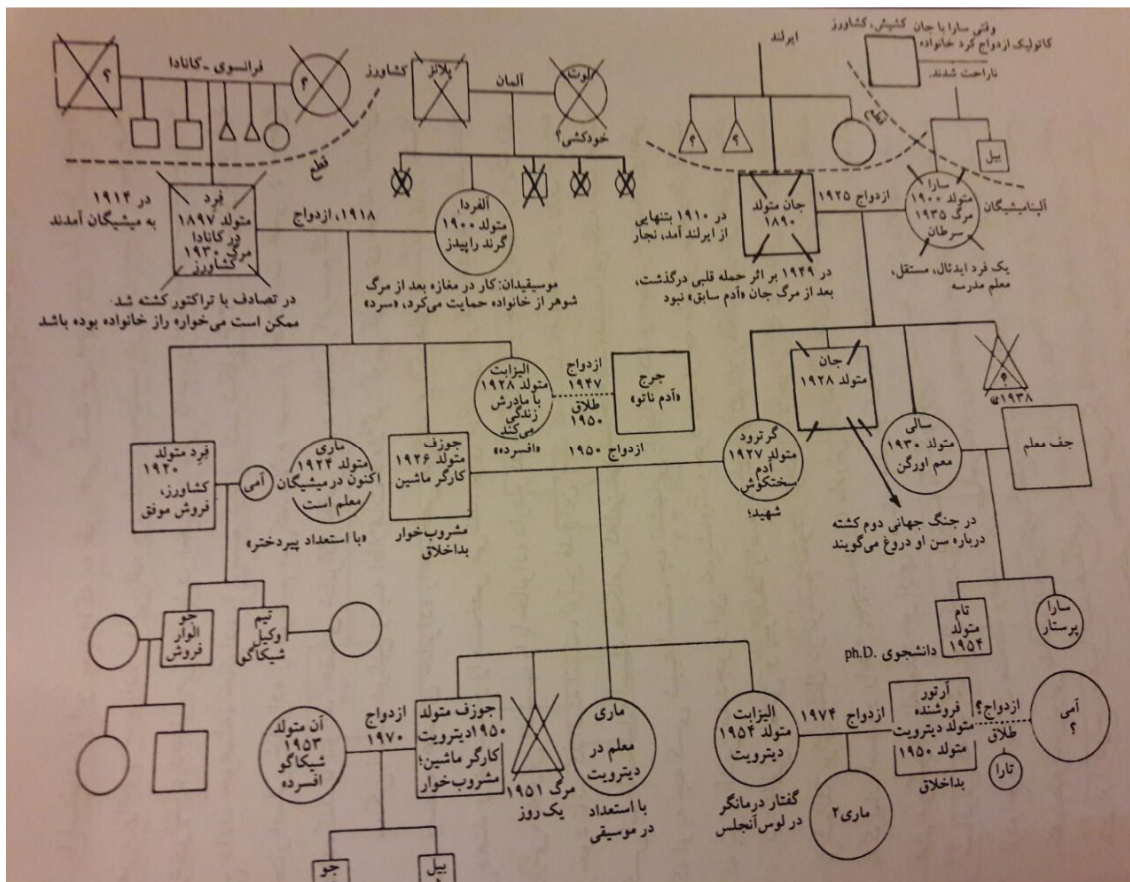 وقتی سارا با جان کشیش، کشاورز
کاتولیک ازدواج کرد خانواده
ناراحت شدند.
ایرلند
؟
؟
قطع
بیل
الوت
پلانز
کشاورز
آلمان
خودکشی؟
؟
فرانسوی-کانادا
؟
قطع
سارا
متولد
۱۹۰۰
مرگ
۱۹۳۵
سرطان
آلینامیشیگان
ازدواج ۱۹۲۵
جان متولد
۱۸۹۰
در ۱۹۱۰ بتنهایی
از ایرلند آمد، نجار
یک فرد ایدئال، مستقل،
معلم مدرسه
در ۱۹۴۹ بر اثر حمله قلبی درگذشت،
بعد از مرگ جان «آدم سابق» نبود
آلفردا
متولد ۱۹۰۰
گرند راپیدز
۱۹۱۸، ازدواج
موسیقیدان: کار در مغازه بعد از مرگ
شوهر از خانواده حمایت می‌کرد، «سرد»
فرد
متولد
۱۸۹۷
در کانادا
مرگ ۱۹۳۰
کشاورز
در ۱۹۱۴
به میشیگان آمدند
در تصادف با تراکتور کشته شد.
ممکن است می‌خواره راز خانواده بوده باشد
؟
۱۹۳۸
جان
متولد ۱۹۲۸
جف معلم
سالی
متولد ۱۹۳۰
معم اورگن
گرترود
متولد ۱۹۲۷
آدم
سختکوش
شهید؛
در جنگ جهانی دوم کشته
درباره سن او دروغ می‌گویند
جرج
«آدم ناتو»
ازدواج
۱۹۴۷
طلاق
۱۹۵۰
الیزابت
متولد ۱۹۲۸
با مادرش
زندگی
می‌کند
«افسرده»
ازدواج ۱۹۵۰
جوزف
متولد ۱۹۲۶
کارگر ماشین
مشروب‌خوار
بداخلاق
ماری
متولد ۱۹۲۴
اکنون در میشیگان
معلم است
«با استعداد پیردختر»
آمی
فرد متولد
۱۹۲۰
کشاورز،
فروش موفق
سارا
پرستار
تام
متولد
۱۹۵۴
دانشجوی ph.D.
تیم
وکیل
شیکاگو
جو
الوار
فروش
آمی
؟
ازدواج؟
طلاق
تارا
آرتور
فروشنده
متولد دیترویت
متولد ۱۹۵۰
بداخلاق
ازدواج ۱۹۷۴
ماری۲
الیزابت
متولد ۱۹۵۴
دیترویت
گفتار درمانگر
در لوس‌آنجلس
ماری
معلم در
دیترویت
با استعداد
در موسیقی
مرگ ۱۹۵۱
یک روز
جوزف متولد
۹۵۰ادیترویت
کارگر ماشین؛
مشروب‌خوار
ازدواج
۱۹۷۰
آن متولد
۱۹۵۳
شیکاگو
افسرده
بیل
جو